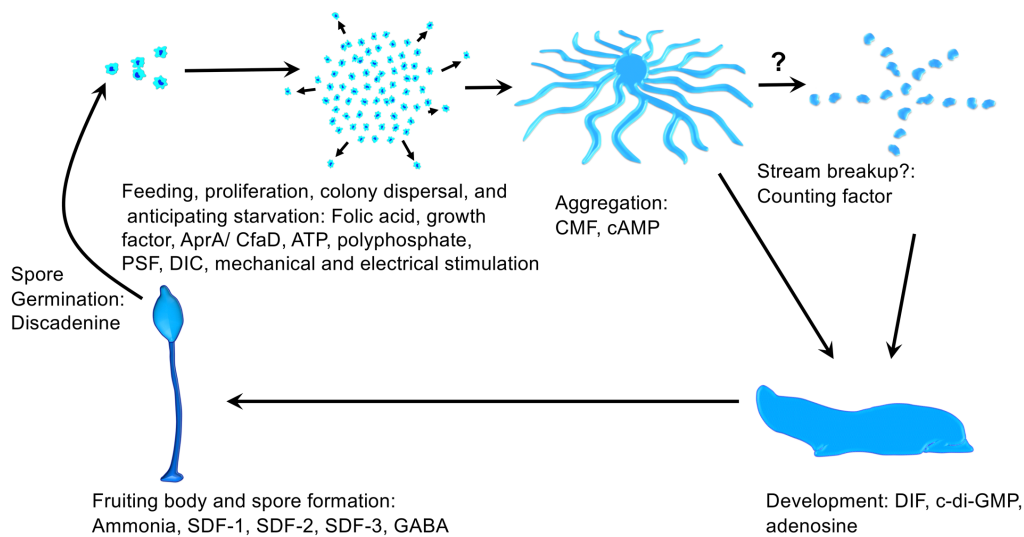 ?
Feeding, proliferation, colony dispersal, and
anticipating starvation: Folic acid, growth
factor, AprA/ CfaD, ATP, polyphosphate,
PSF, DIC, mechanical and electrical stimulation
Aggregation:
CMF, cAMP
Stream breakup?:
Counting factor
Spore
Germination:
Discadenine
Fruiting body and spore formation:
Ammonia, SDF-1, SDF-2, SDF-3, GABA
Development: DIF, c-di-GMP,
adenosine